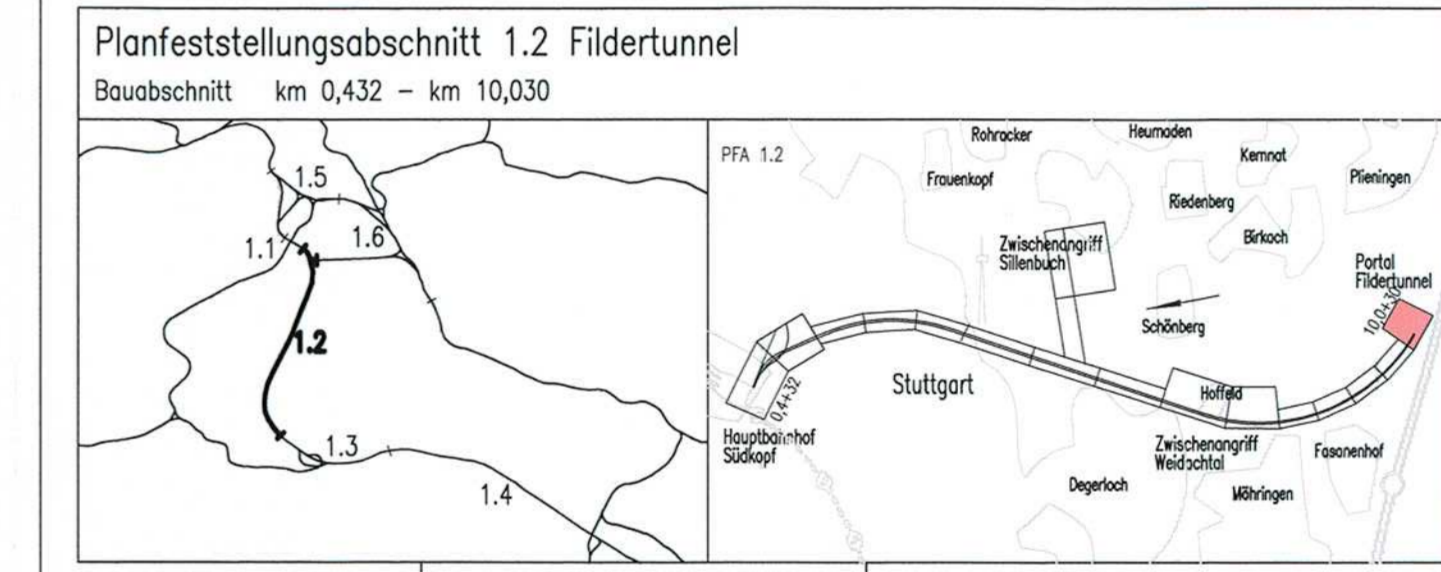 Planfeststellungsabschnitt 1.2 Fildertunnel
Bauabschnitt km 0,432 – km 10,030
1.5
1.1
1.6
1.2
1.3
1.4
PFA 1.2
Rohracker
Heumaden
Kemnat
Frauenkopf
Plieningen
Riedenberg
Birkach
Zwischenangriff
Sillenbuch
Portal
Fildertunnel
10,0+30
Schönberg
Stuttgart
Hoffeld
0,4+32
Hauptbahnhof
Südkopf
Zwischenangriff
Weidachtal
Fasanenhof
Degerloch
Möhringen